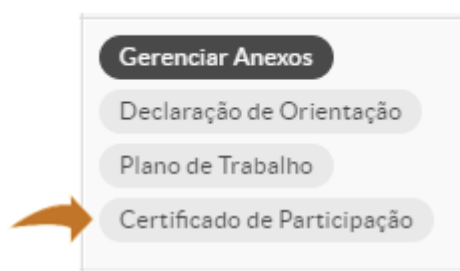 Gerenciar Anexos
Declaração de Orientação
Plano de Trabalho
Certificado de Participação